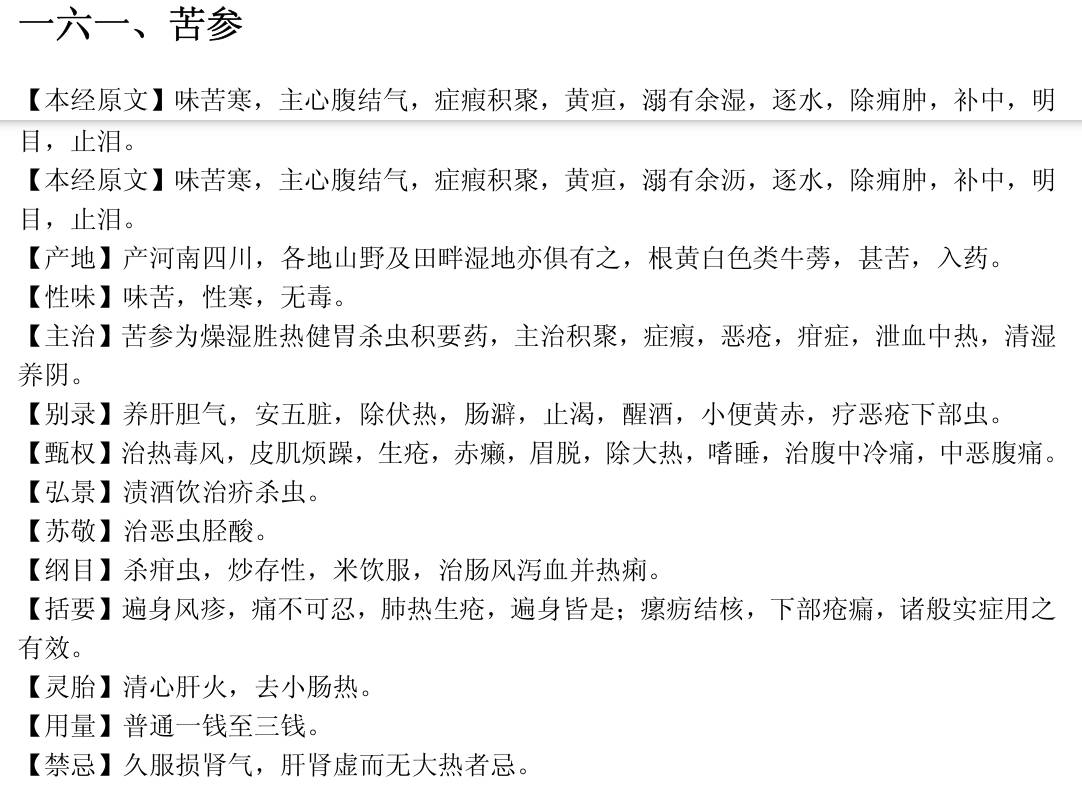 一六一、苦参
【本经原文】味苦寒，主心腹结气，症瘕积聚，黄疸，溺有余湿，逐水，除痈肿，补中，明
目，止泪。
【本经原文】味苦寒，主心腹结气，症瘕积聚，黄疸，溺有余沥，逐水，除痈肿，补中，明
目，止泪。
【产地】产河南四川，各地山野及田畔湿地亦俱有之，根黄白色类牛蒡，甚苦，入药。
【性味】味苦，性寒，无毒。
【主治】苦参为燥湿胜热健胃杀虫积要药，主治积聚，症瘕，恶疮，疳症，泄血中热，清湿
养阴。
【别录】养肝胆气，安五脏，除伏热，肠澼，止渴，醒酒，小便黄赤，疗恶疮下部虫。
【甄权】治热毒风，皮肌烦躁，生疮，赤癞，眉脱，除大热，嗜睡，治腹中冷痛，中恶腹痛。
【弘景】渍酒饮治疥杀虫。
【苏敬】治恶虫胫酸。
【纲目】杀疳虫，炒存性，米饮服，治肠风泻血并热痢。
【括要】遍身风疹，痛不可忍，肺热生疮，遍身皆是；瘰疬结核，下部疮瘺，诸般实症用之
有效。
【灵胎】清心肝火，去小肠热。
【用量】普通一钱至三钱。
【禁忌】久服损肾气，肝肾虚而无大热者忌。